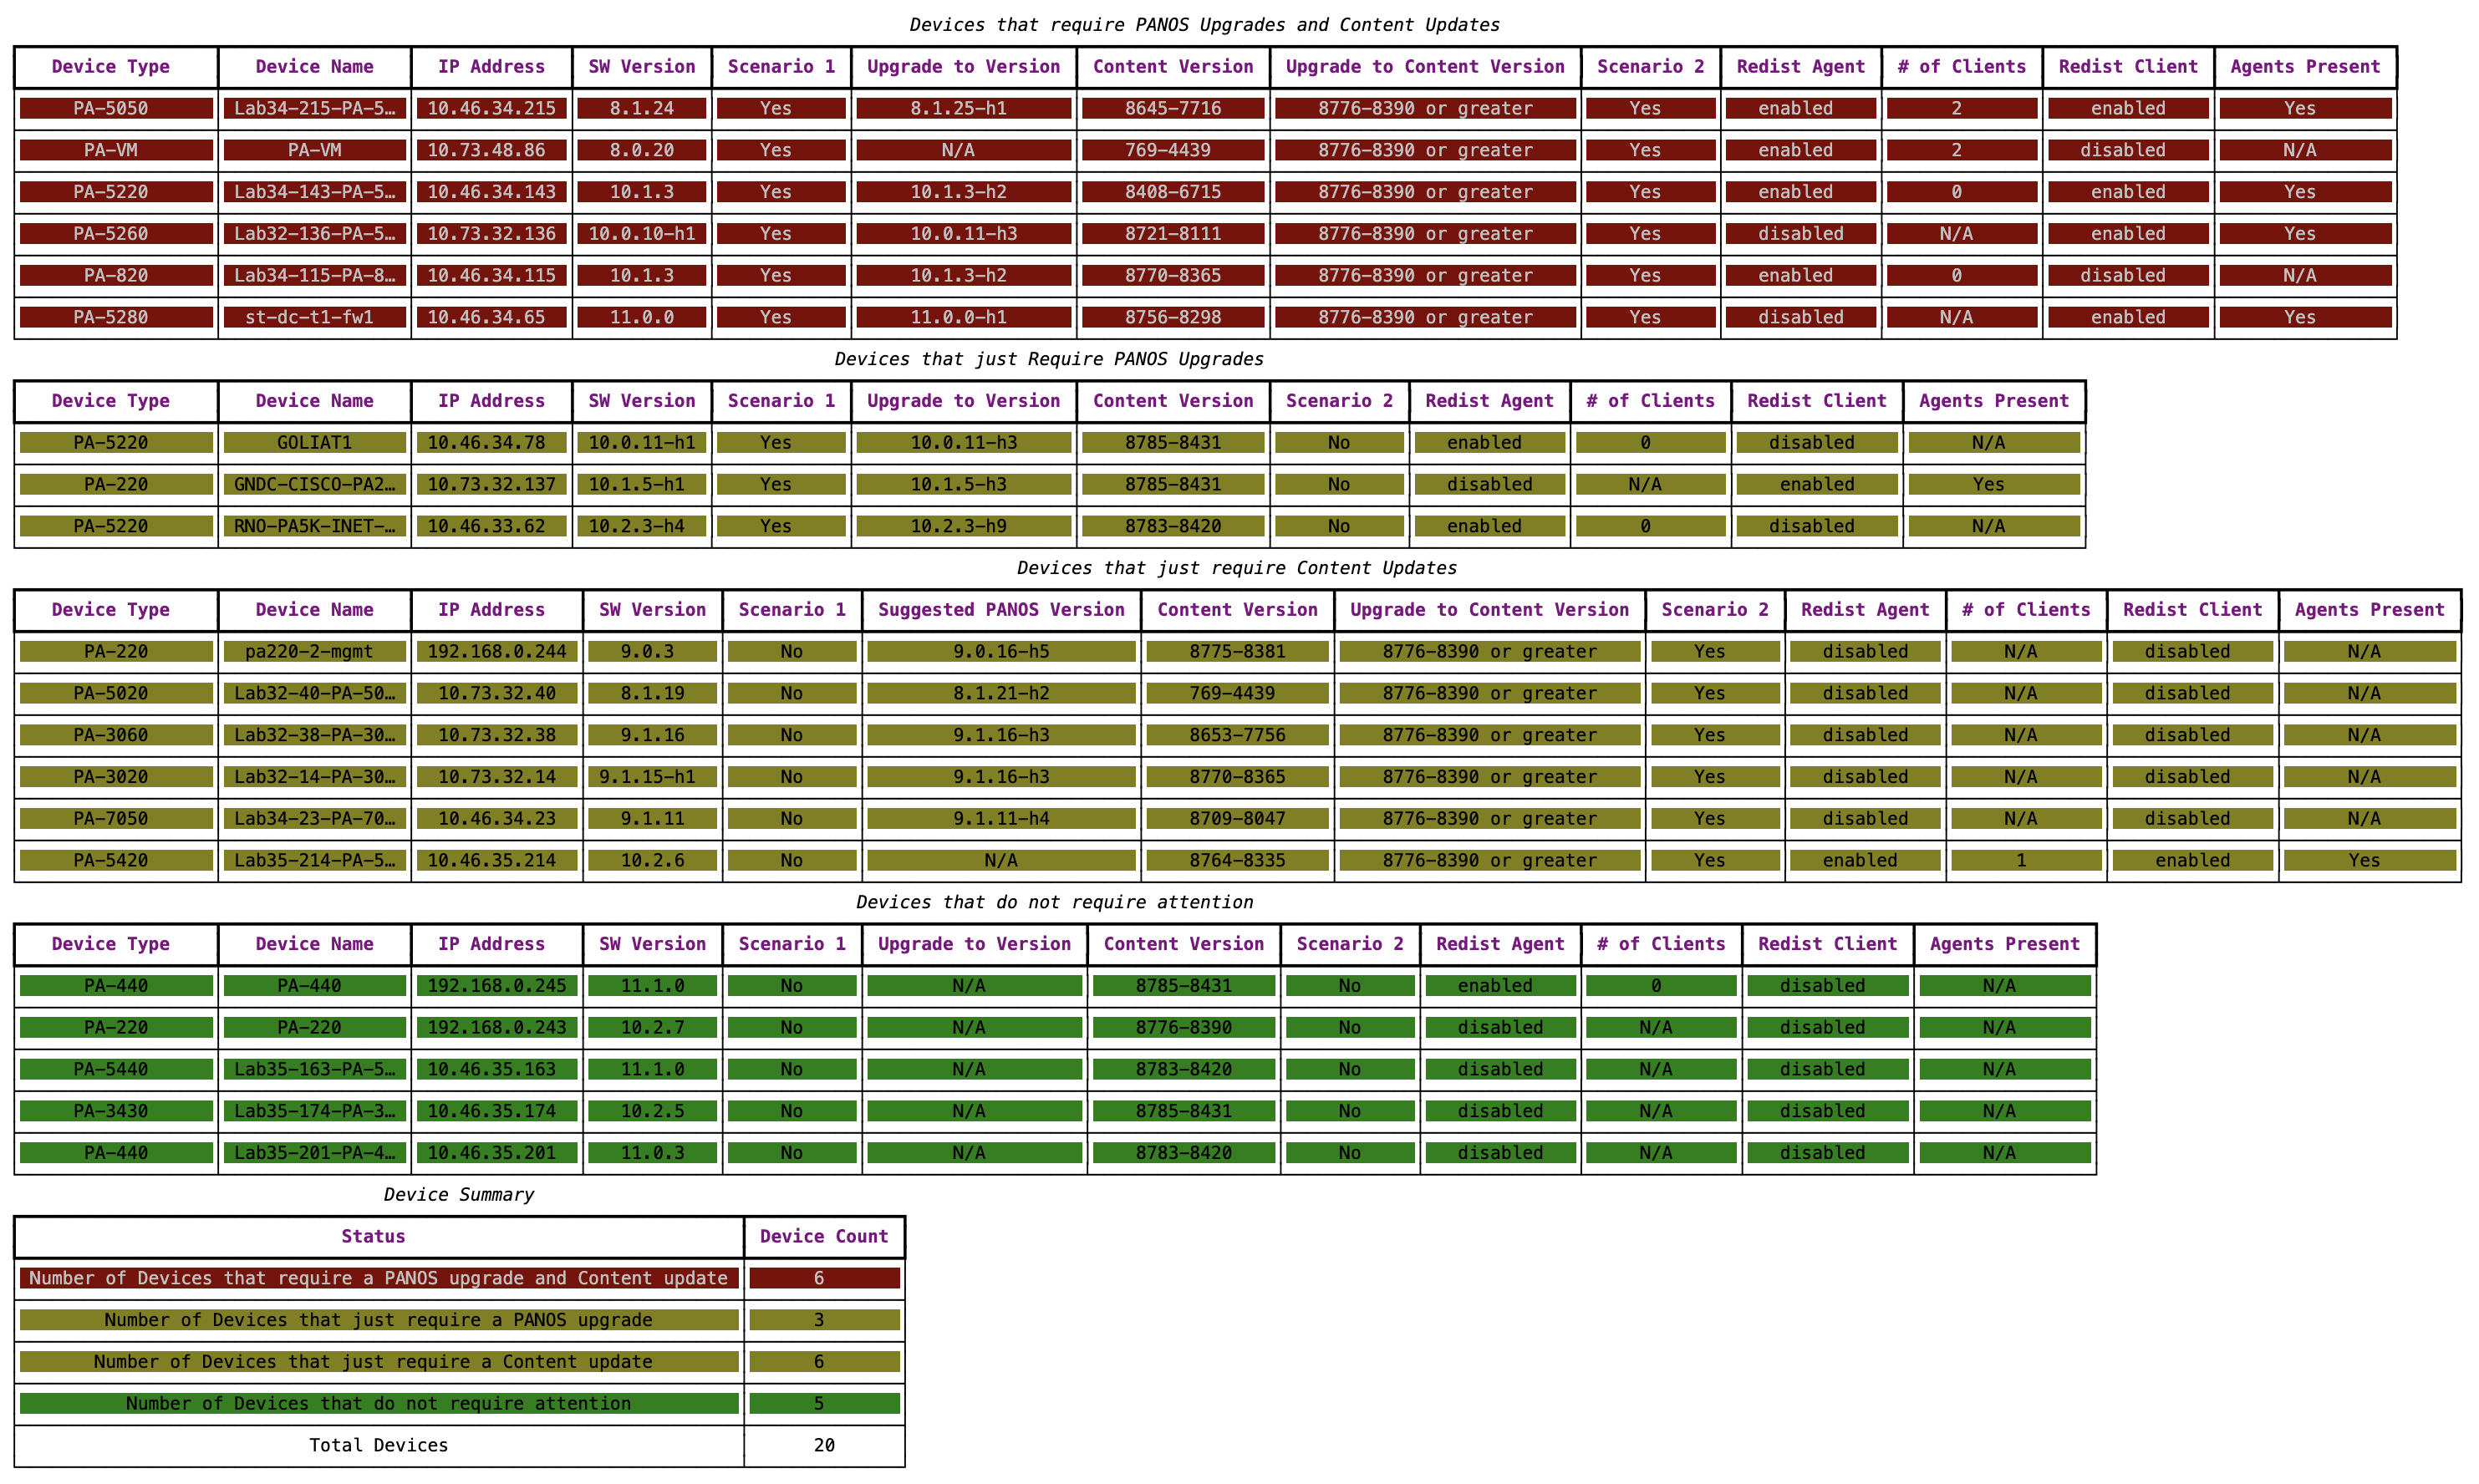 Devices that require PANOS Upgrades and Content Updates
Device Type Device Name IP Address SW Version Scenario 1 Upgrade to Version Content Version Upgrade to Content Version Scenario 2 Redist Agent # of Clients Redist Client Agents Present
PA-5050 Lab34-215-PA-5… 10.46.34.215 8.1.24 Yes 8.1.25-h1 8645-7716 8776-8390 or greater Yes enabled 2 enabled Yes
PA-VM PA-VM 10.73.48.86 8.0.20 Yes N/A 769-4439 8776-8390 or greater Yes enabled 2 disabled N/A
PA-5220 Lab34-143-PA-5… 10.46.34.143 10.1.3 Yes 10.1.3-h2 8408-6715 8776-8390 or greater Yes enabled 0 enabled Yes
PA-5260 Lab32-136-PA-5… 10.73.32.136 10.0.10-h1 Yes 10.0.11-h3 8721-8111 8776-8390 or greater Yes disabled N/A enabled Yes
PA-820 Lab34-115-PA-8… 10.46.34.115 10.1.3 Yes 10.1.3-h2 8770-8365 8776-8390 or greater Yes enabled 0 disabled N/A
PA-5280 st-dc-t1-fw1 10.46.34.65 11.0.0 Yes 11.0.0-h1 8756-8298 8776-8390 or greater Yes disabled N/A enabled Yes
Devices that just Require PANOS Upgrades
Device Type Device Name IP Address SW Version Scenario 1 Upgrade to Version Content Version Scenario 2 Redist Agent # of Clients Redist Client Agents Present
PA-5220 GOLIAT1 10.46.34.78 10.0.11-h1 Yes 10.0.11-h3 8785-8431 No enabled 0 disabled N/A
PA-220 GNDC-CISCO-PA2… 10.73.32.137 10.1.5-h1 Yes 10.1.5-h3 8785-8431 No disabled N/A enabled Yes
PA-5220 RNO-PA5K-INET-… 10.46.33.62 10.2.3-h4 Yes 10.2.3-h9 8783-8420 No enabled 0 disabled N/A
Devices that just require Content Updates
Device Type Device Name IP Address SW Version Scenario 1 Suggested PANOS Version Content Version Upgrade to Content Version Scenario 2 Redist Agent # of Clients Redist Client Agents Present
PA-220 pa220-2-mgmt 192.168.0.244 9.0.3 No 9.0.16-h5 8775-8381 8776-8390 or greater Yes disabled N/A disabled N/A
PA-5020 Lab32-40-PA-50… 10.73.32.40 8.1.19 No 8.1.21-h2 769-4439 8776-8390 or greater Yes disabled N/A disabled N/A
PA-3060 Lab32-38-PA-30… 10.73.32.38 9.1.16 No 9.1.16-h3 8653-7756 8776-8390 or greater Yes disabled N/A disabled N/A
PA-3020 Lab32-14-PA-30… 10.73.32.14 9.1.15-h1 No 9.1.16-h3 8770-8365 8776-8390 or greater Yes disabled N/A disabled N/A
PA-7050 Lab34-23-PA-70… 10.46.34.23 9.1.11 No 9.1.11-h4 8709-8047 8776-8390 or greater Yes disabled N/A disabled N/A
PA-5420 Lab35-214-PA-5… 10.46.35.214 10.2.6 No N/A 8764-8335 8776-8390 or greater Yes enabled 1 enabled Yes
Devices that do not require attention
Device Type Device Name IP Address SW Version Scenario 1 Upgrade to Version Content Version Scenario 2 Redist Agent # of Clients Redist Client Agents Present
PA-440 PA-440 192.168.0.245 11.1.0 No N/A 8785-8431 No enabled 0 disabled N/A
PA-220 PA-220 192.168.0.243 10.2.7 No N/A 8776-8390 No disabled N/A disabled N/A
PA-5440 Lab35-163-PA-5… 10.46.35.163 11.1.0 No N/A 8783-8420 No disabled N/A disabled N/A
PA-3430 Lab35-174-PA-3… 10.46.35.174 10.2.5 No N/A 8785-8431 No disabled N/A disabled N/A
PA-440 Lab35-201-PA-4… 10.46.35.201 11.0.3 No N/A 8783-8420 No disabled N/A disabled N/A
Device Summary
Status Device Count
Number of Devices that require a PANOS upgrade and Content update 6
Number of Devices that just require a PANOS upgrade 3
Number of Devices that just require a Content update 6
Number of Devices that do not require attention 5
Total Devices 20